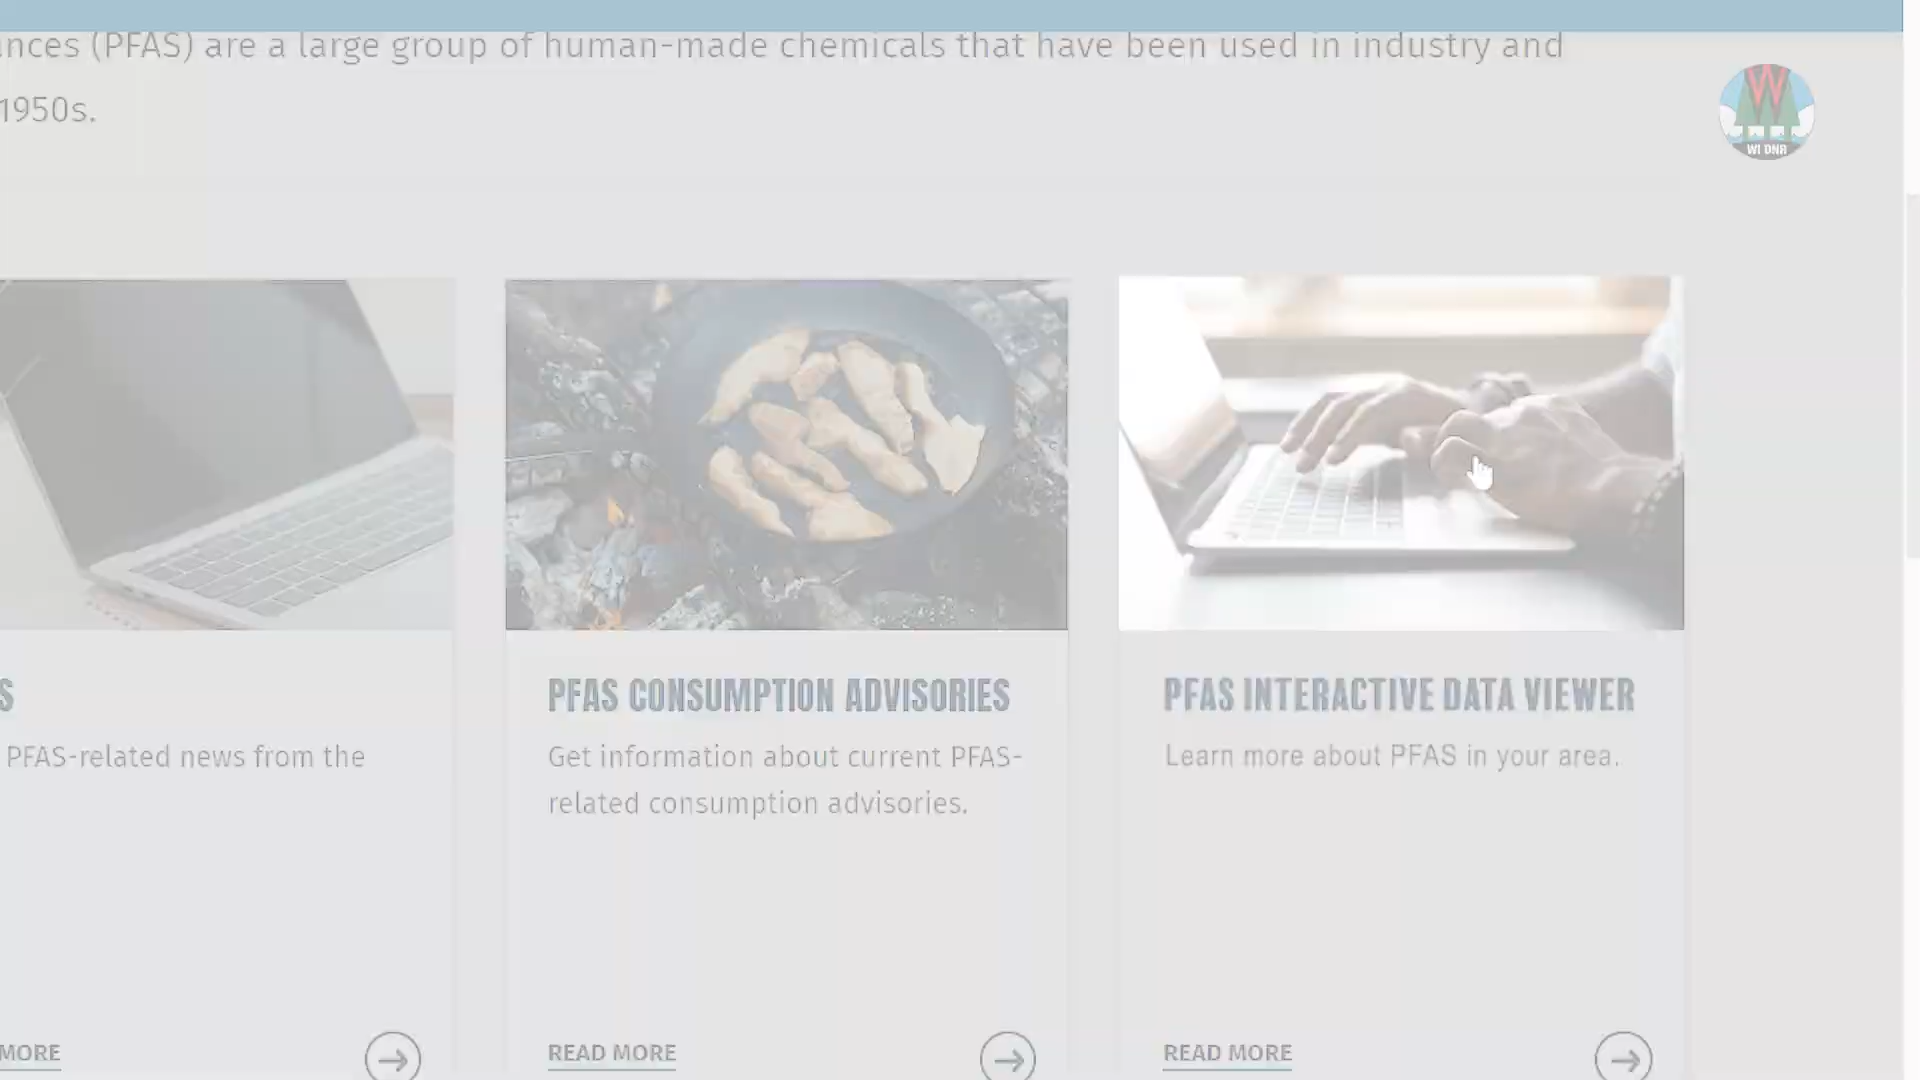 nces (PFAS) are a large group of human-made chemicals that have been used in industry and
1950s.
W
WI DNR
S
PFAS-related news from the
MORE
PFAS CONSUMPTION ADVISORIES
Get information about current PFAS-
related consumption advisories.
READ MORE
PFAS INTERACTIVE DATA VIEWER
Learn more about PFAS in your area.
READ MORE